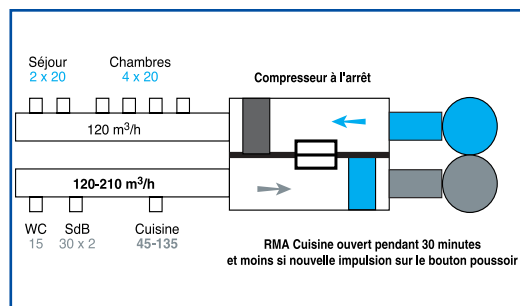 Séjour
2 x 20
Chambres
4 x 20
Compresseur à l'arrêt
120 m³/h
120-210 m³/h
WC
15
SdB
30 x 2
Cuisine
45-135
RMA Cuisine ouvert pendant 30 minutes
et moins si nouvelle impulsion sur le bouton poussoir